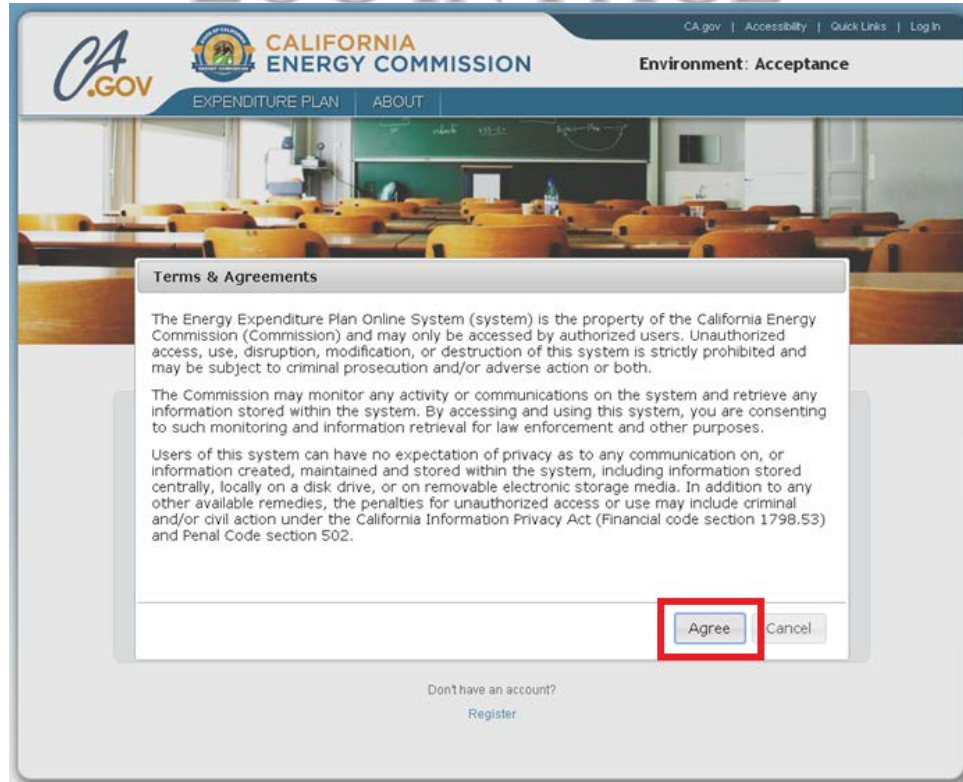 CA.gov | Accessibility | Quick Links | Log In
CA
.GOV
CALIFORNIA
ENERGY COMMISSION
Environment: Acceptance
EXPENDITURE PLAN | ABOUT
Terms & Agreements
The Energy Expenditure Plan Online System (system) is the property of the California Energy
Commission (Commission) and may only be accessed by authorized users. Unauthorized
access, use, disruption, modification, or destruction of this system is strictly prohibited and
may be subject to criminal prosecution and/or adverse action or both.
The Commission may monitor any activity or communications on the system and retrieve any
information stored within the system. By accessing and using this system, you are consenting
to such monitoring and information retrieval for law enforcement and other purposes.
Users of this system can have no expectation of privacy as to any communication on, or
information created, maintained and stored within the system, including information stored
centrally, locally on a disk drive, or on removable electronic storage media. In addition to any
other available remedies, the penalties for unauthorized access or use may include criminal
and/or civil action under the California Information Privacy Act (Financial code section 1798.53)
and Penal Code section 502.
Agree
Cancel
Don't have an account?
Register